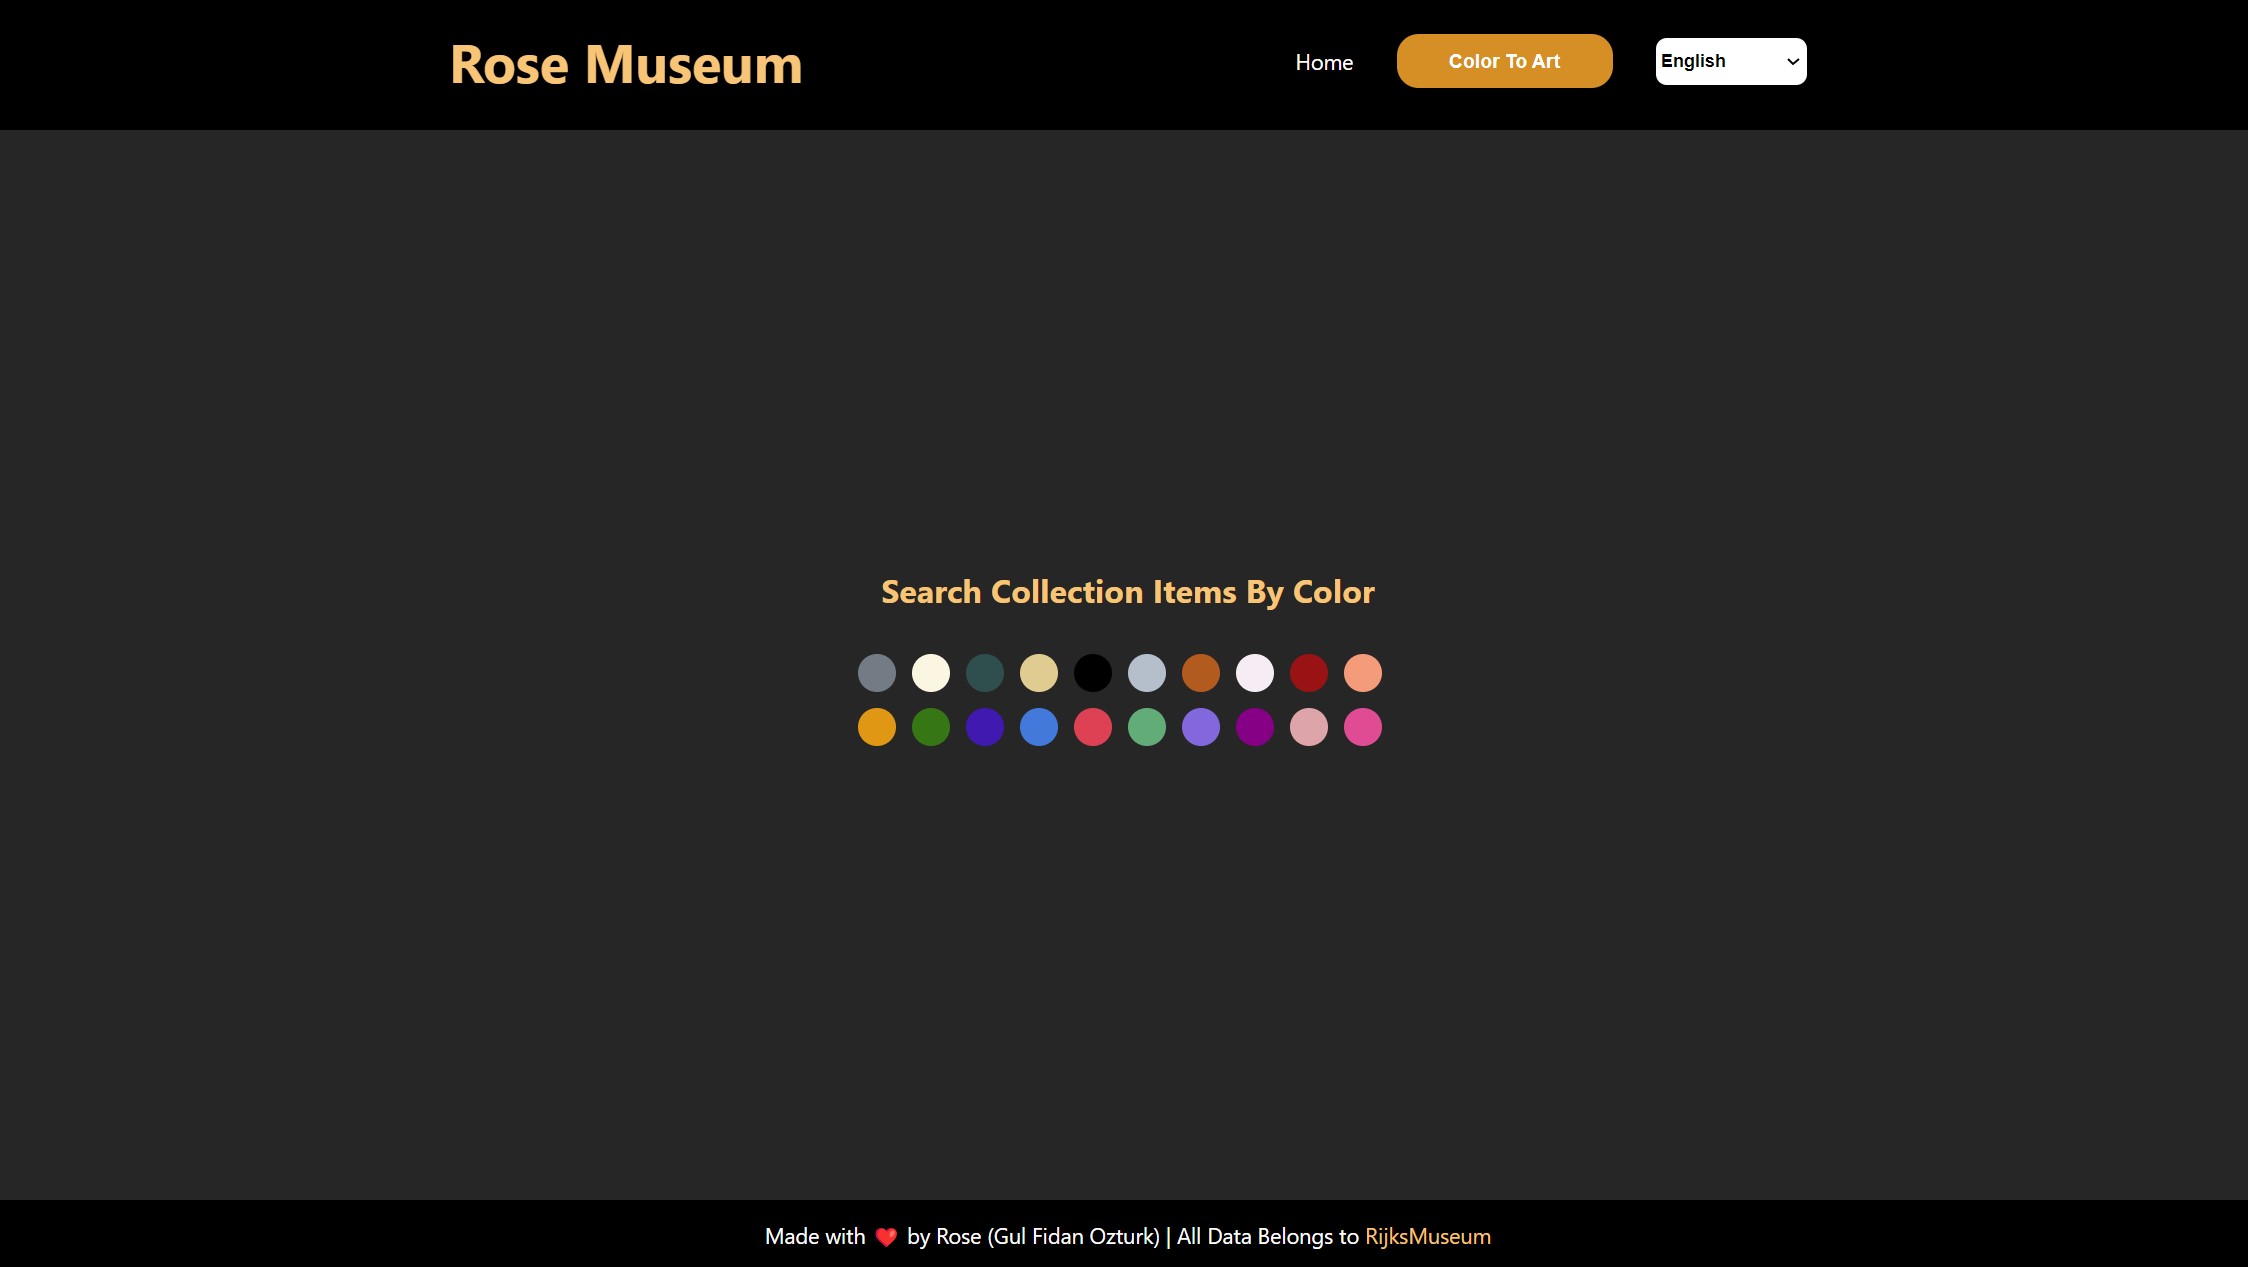 Rose Museum
Home
Color To Art
English
Search Collection Items By Color
Made with ❤️ by Rose (Gul Fidan Ozturk) | All Data Belongs to RijksMuseum